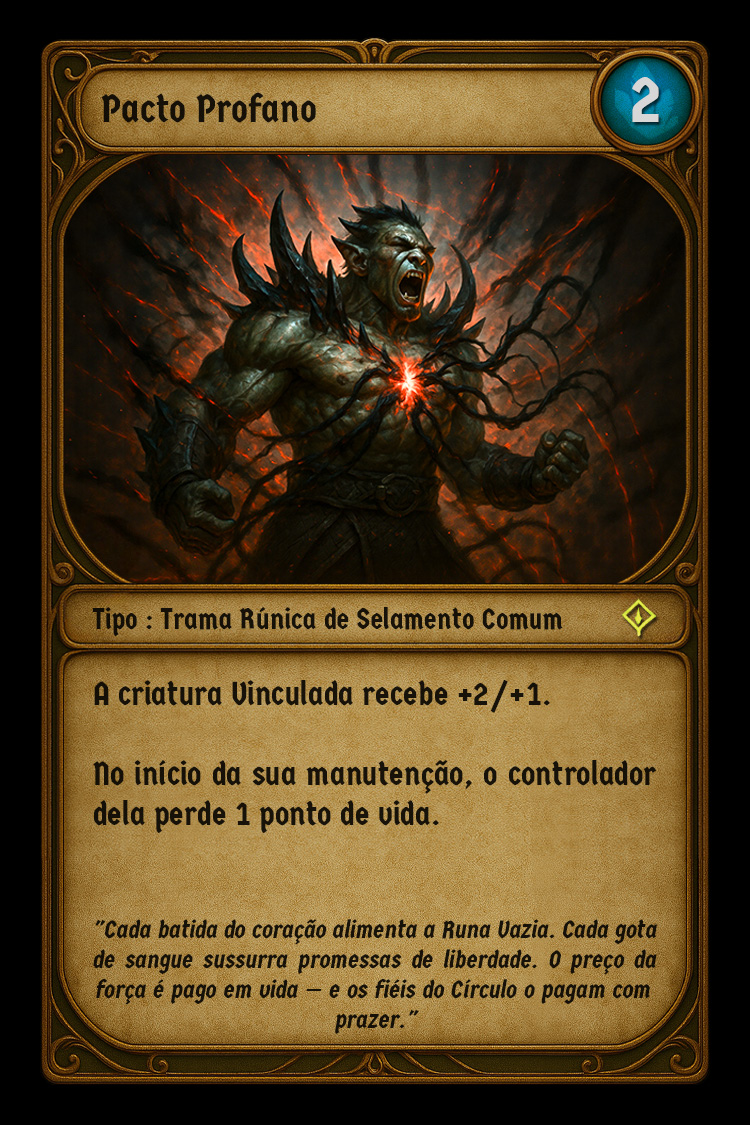 Pacto Profano
2
Tipo : Trama Rúnica de Selamento Comum
A criatura Vinculada recebe +2/+1.
No início da sua manutenção, o controlador
dela perde 1 ponto de vida.
"Cada batida do coração alimenta a Runa Vazia. Cada gota
de sangue sussurra promessas de liberdade. O preço da
força é pago em vida — e os fiéis do Círculo o pagam com
prazer."